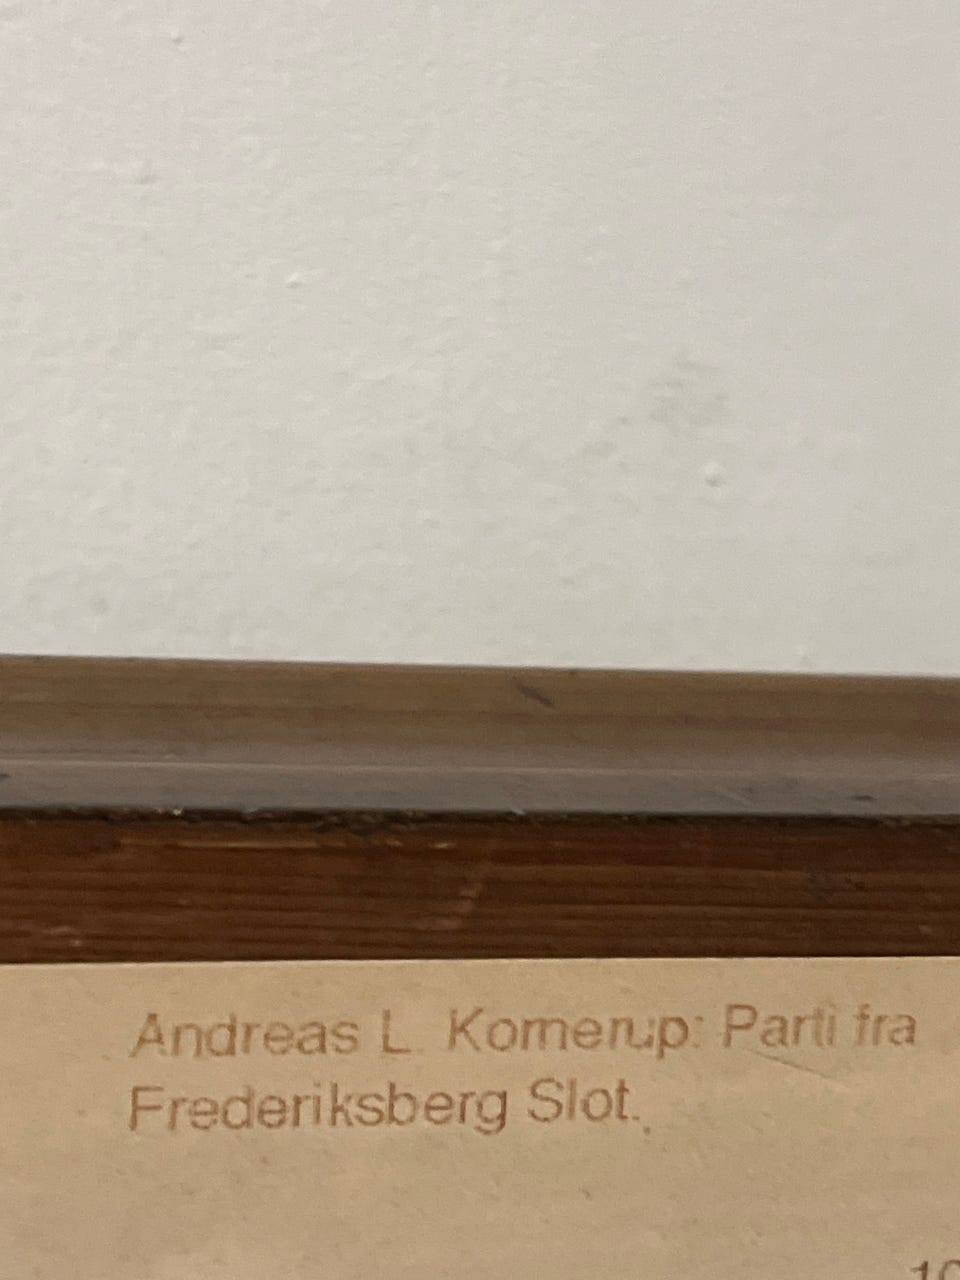 Andreas L. Kornerup: Parti fra
Frederiksberg Slot.